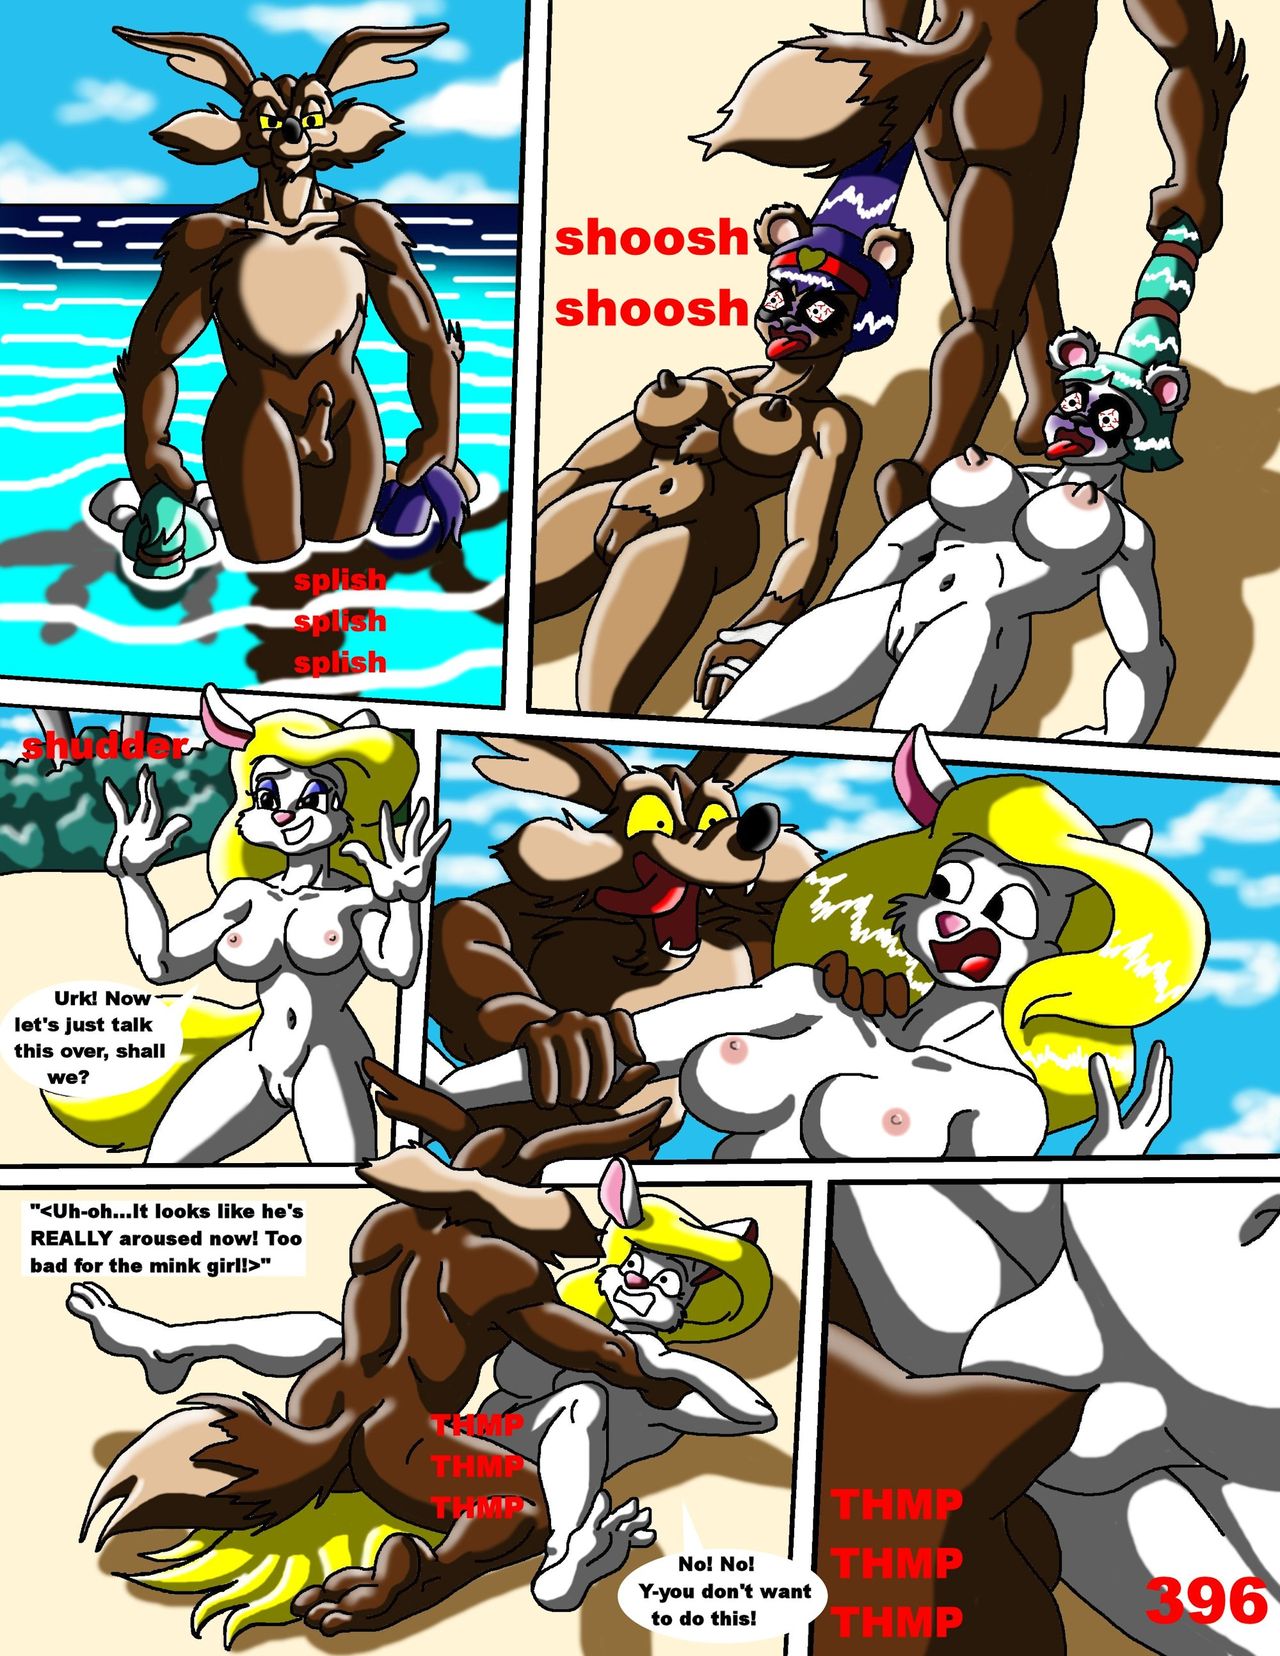 splish
splish
splish
shoosh
shoosh
shudder
Urk! Now
let's just talk
this over, shall
we?
"<Uh-oh...It looks like he's
REALLY aroused now! Too
bad for the mink girl!>"
THMP
THMP
THMP
No! No!
Y-you don't want
to do this!
THMP
THMP
THMP
396